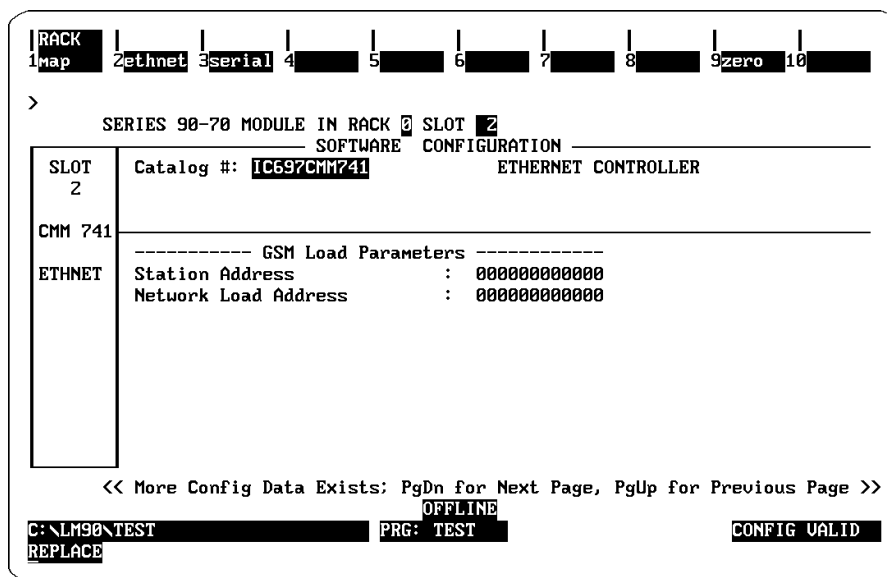 RACK
1map 2ethnet 3serial 4 5 6 7 8 9zero 10
>
SERIES 90-70 MODULE IN RACK 0 SLOT 2
SOFTWARE CONFIGURATION
SLOT Catalog #: IC697CMM741 ETHERNET CONTROLLER
2
CMM 741
---------- GSM Load Parameters ------------
ETHNET Station Address : 000000000000
Network Load Address : 000000000000
<< More Config Data Exists; PgDn for Next Page, PgUp for Previous Page >>
OFFLINE
C:\LM90\TEST PRG: TEST CONFIG VALID
REPLACE